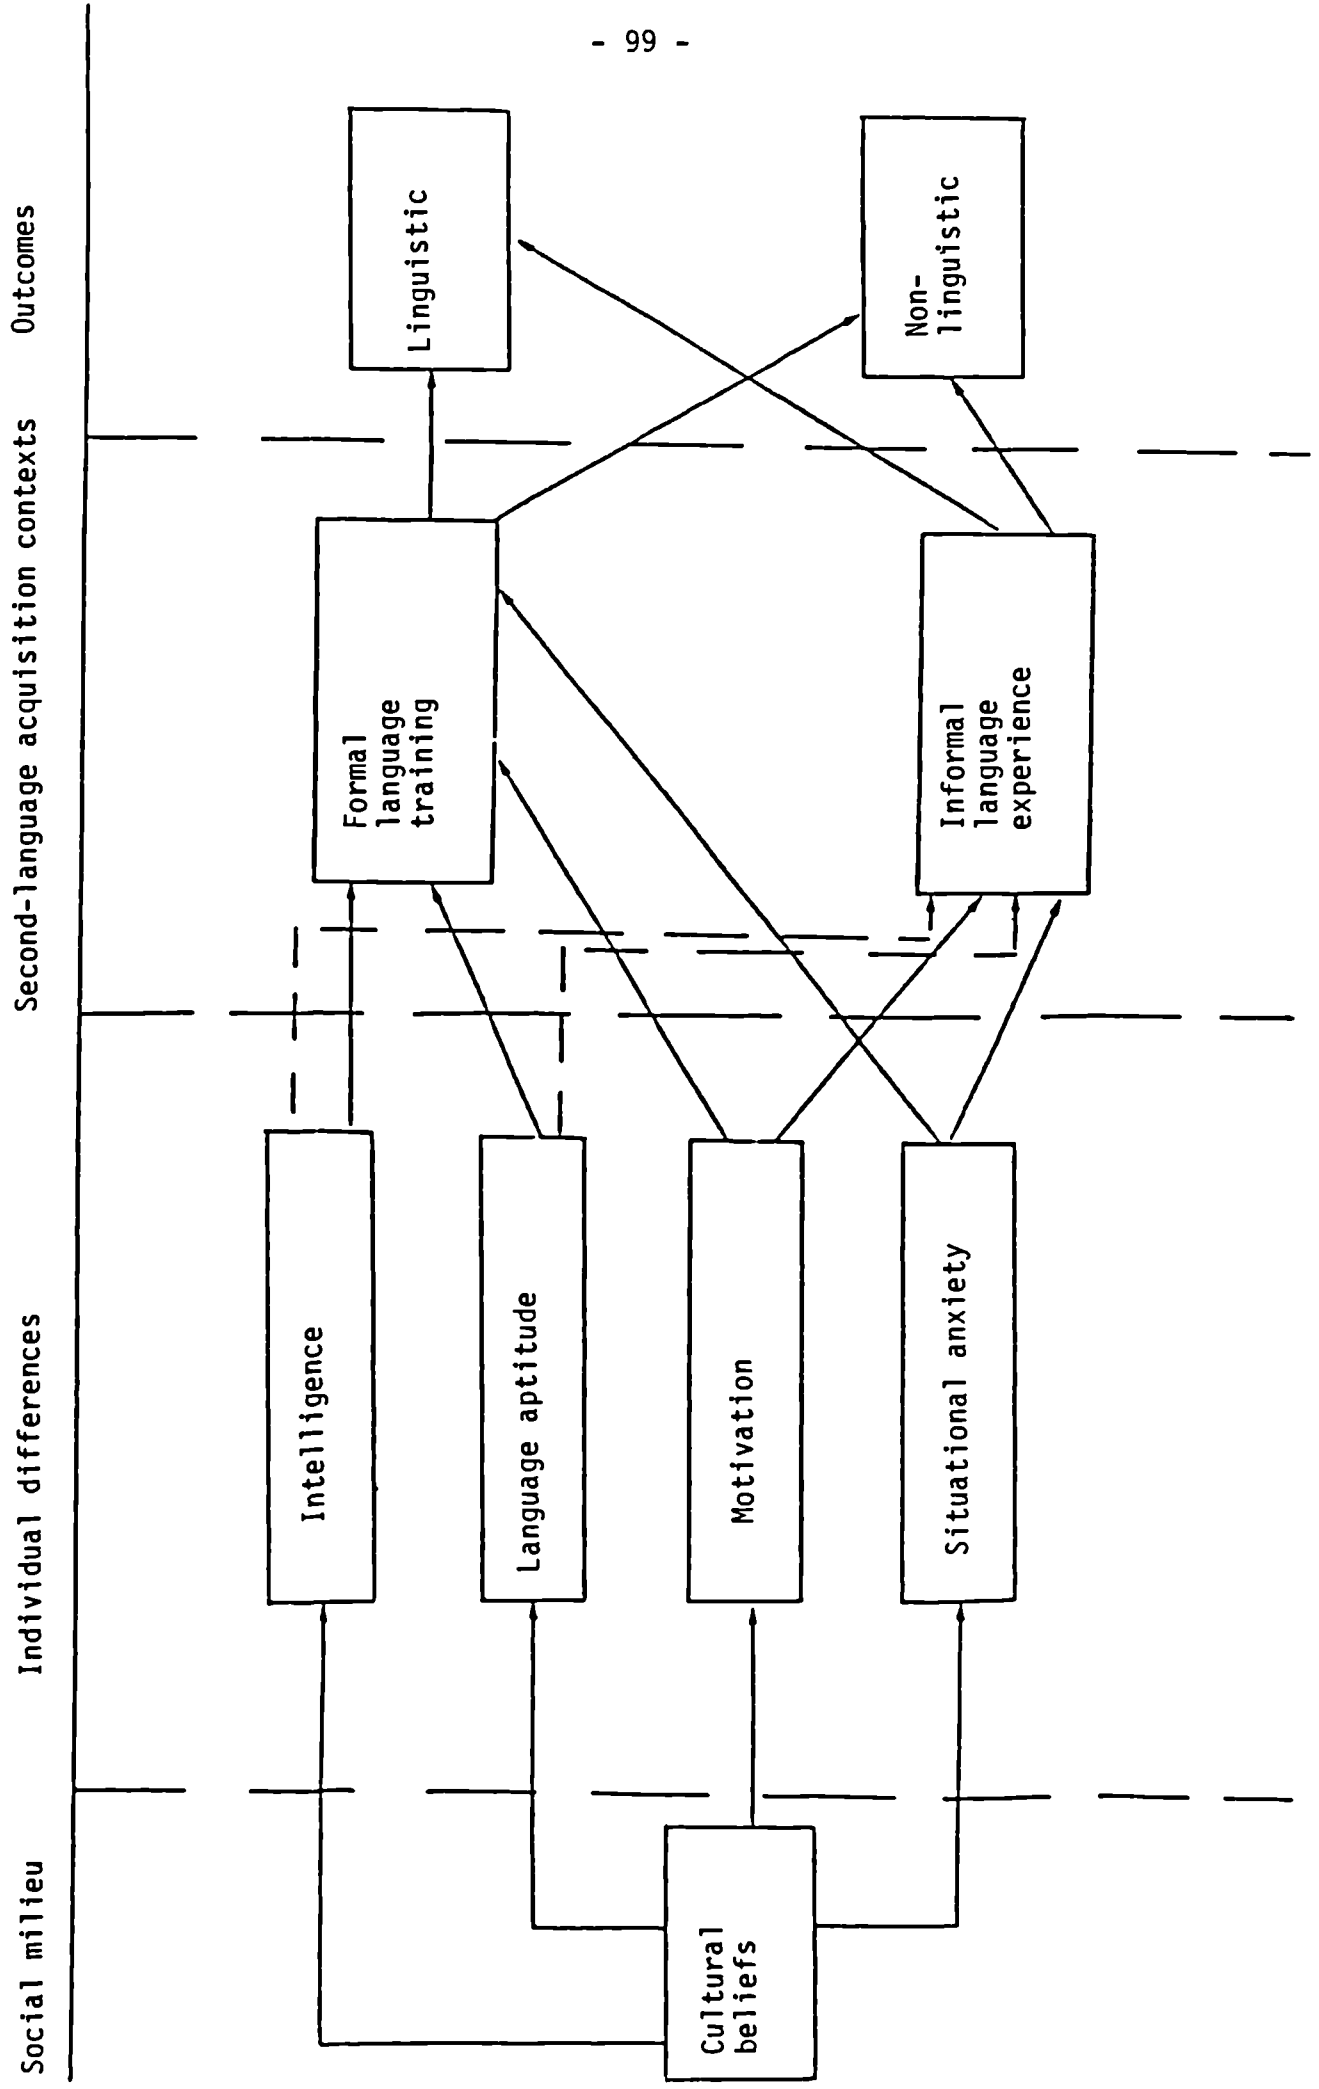 - 99 -
Social milieu
Individual differences
Second-language acquisition contexts
Outcomes
Cultural
beliefs
Intelligence
Language aptitude
Motivation
Situational anxiety
Formal
language
training
Informal
language
experience
Linguistic
Non-
linguistic